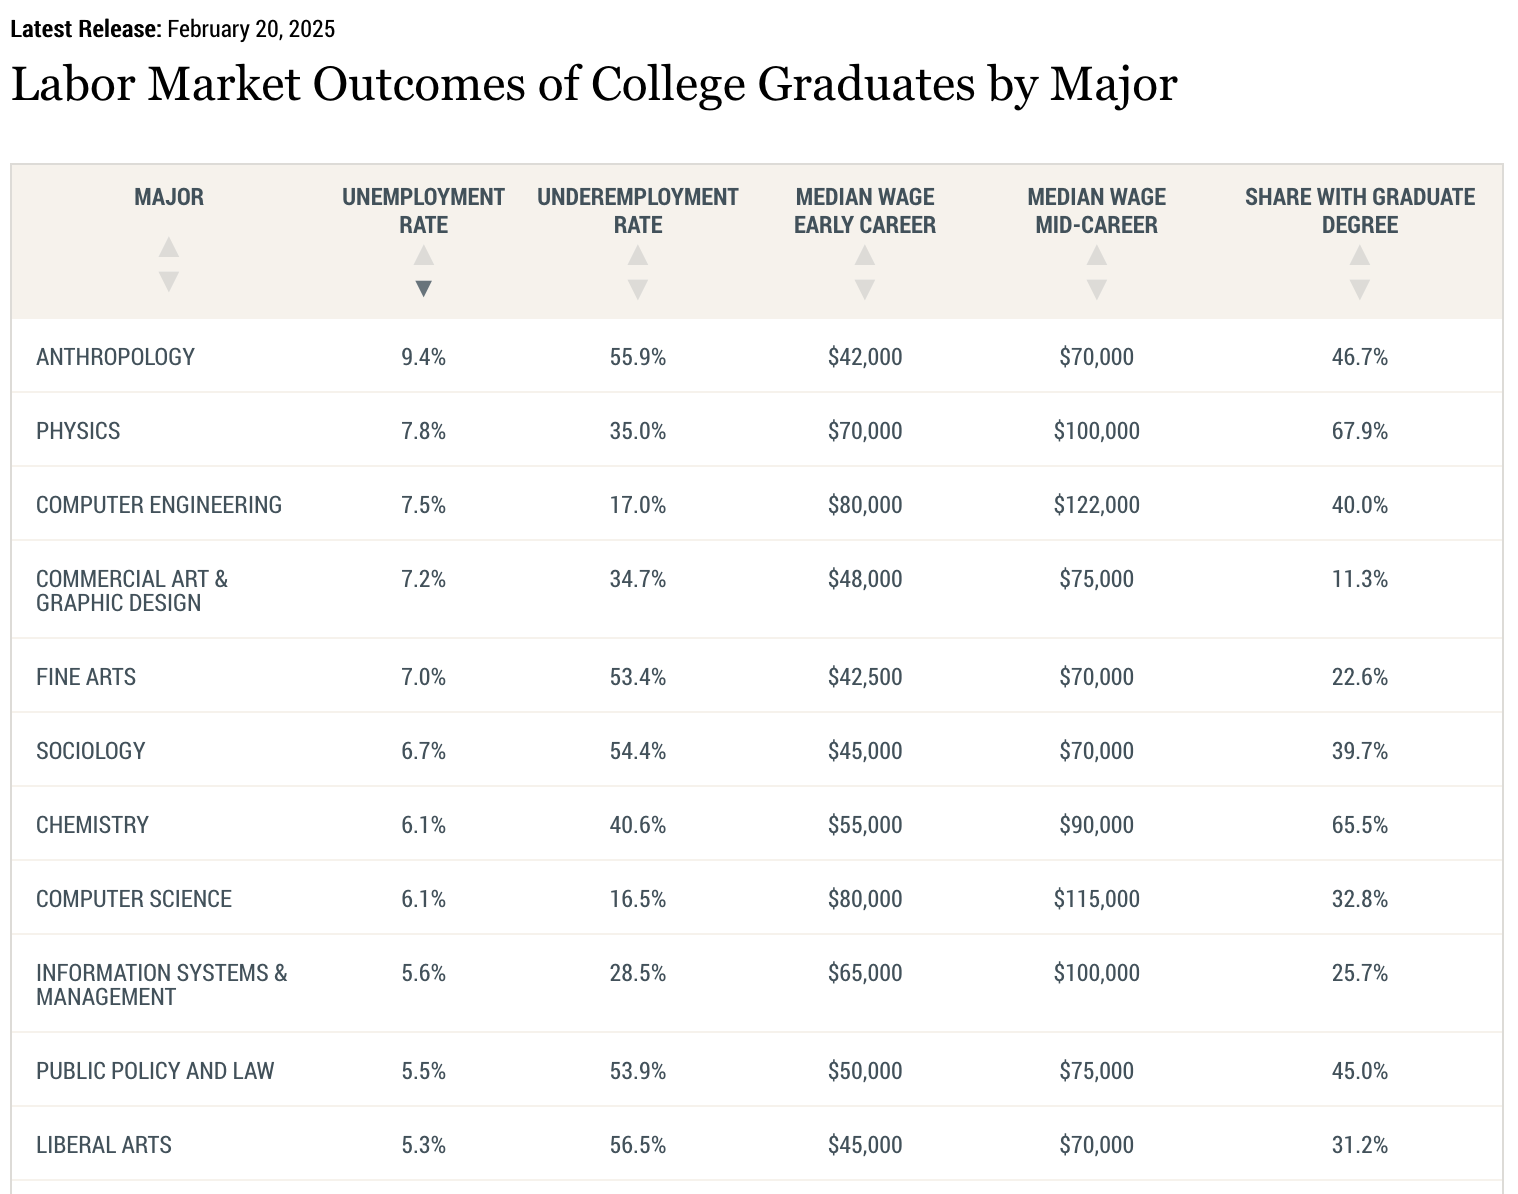 Latest Release: February 20, 2025
Labor Market Outcomes of College Graduates by Major
MAJOR UNEMPLOYMENT RATE UNDEREMPLOYMENT RATE MEDIAN WAGE EARLY CAREER MEDIAN WAGE MID-CAREER SHARE WITH GRADUATE DEGREE
ANTHROPOLOGY 9.4% 55.9% $42,000 $70,000 46.7%
PHYSICS 7.8% 35.0% $70,000 $100,000 67.9%
COMPUTER ENGINEERING 7.5% 17.0% $80,000 $122,000 40.0%
COMMERCIAL ART & 7.2% 34.7% $48,000 $75,000 11.3%
GRAPHIC DESIGN
FINE ARTS 7.0% 53.4% $42,500 $70,000 22.6%
SOCIOLOGY 6.7% 54.4% $45,000 $70,000 39.7%
CHEMISTRY 6.1% 40.6% $55,000 $90,000 65.5%
COMPUTER SCIENCE 6.1% 16.5% $80,000 $115,000 32.8%
INFORMATION SYSTEMS & 5.6% 28.5% $65,000 $100,000 25.7%
MANAGEMENT
PUBLIC POLICY AND LAW 5.5% 53.9% $50,000 $75,000 45.0%
LIBERAL ARTS 5.3% 56.5% $45,000 $70,000 31.2%